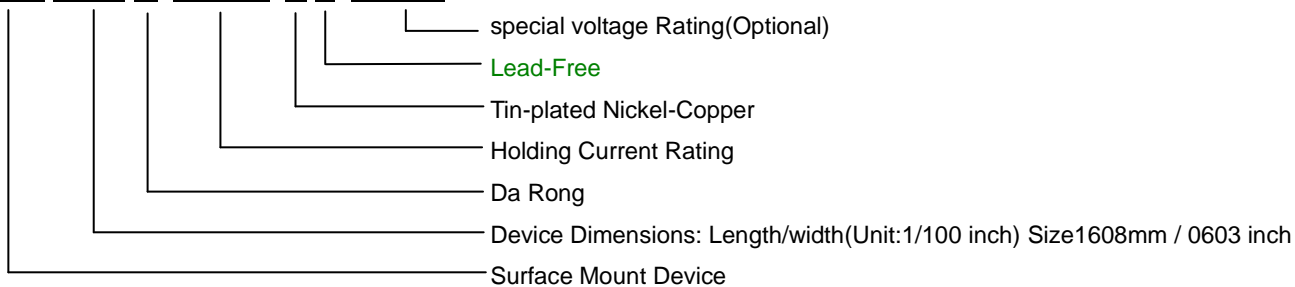 special voltage Rating(Optional)
Lead-Free
Tin-plated Nickel-Copper
Holding Current Rating
Da Rong
Device Dimensions: Length/width(Unit:1/100 inch) Size1608mm / 0603 inch
Surface Mount Device